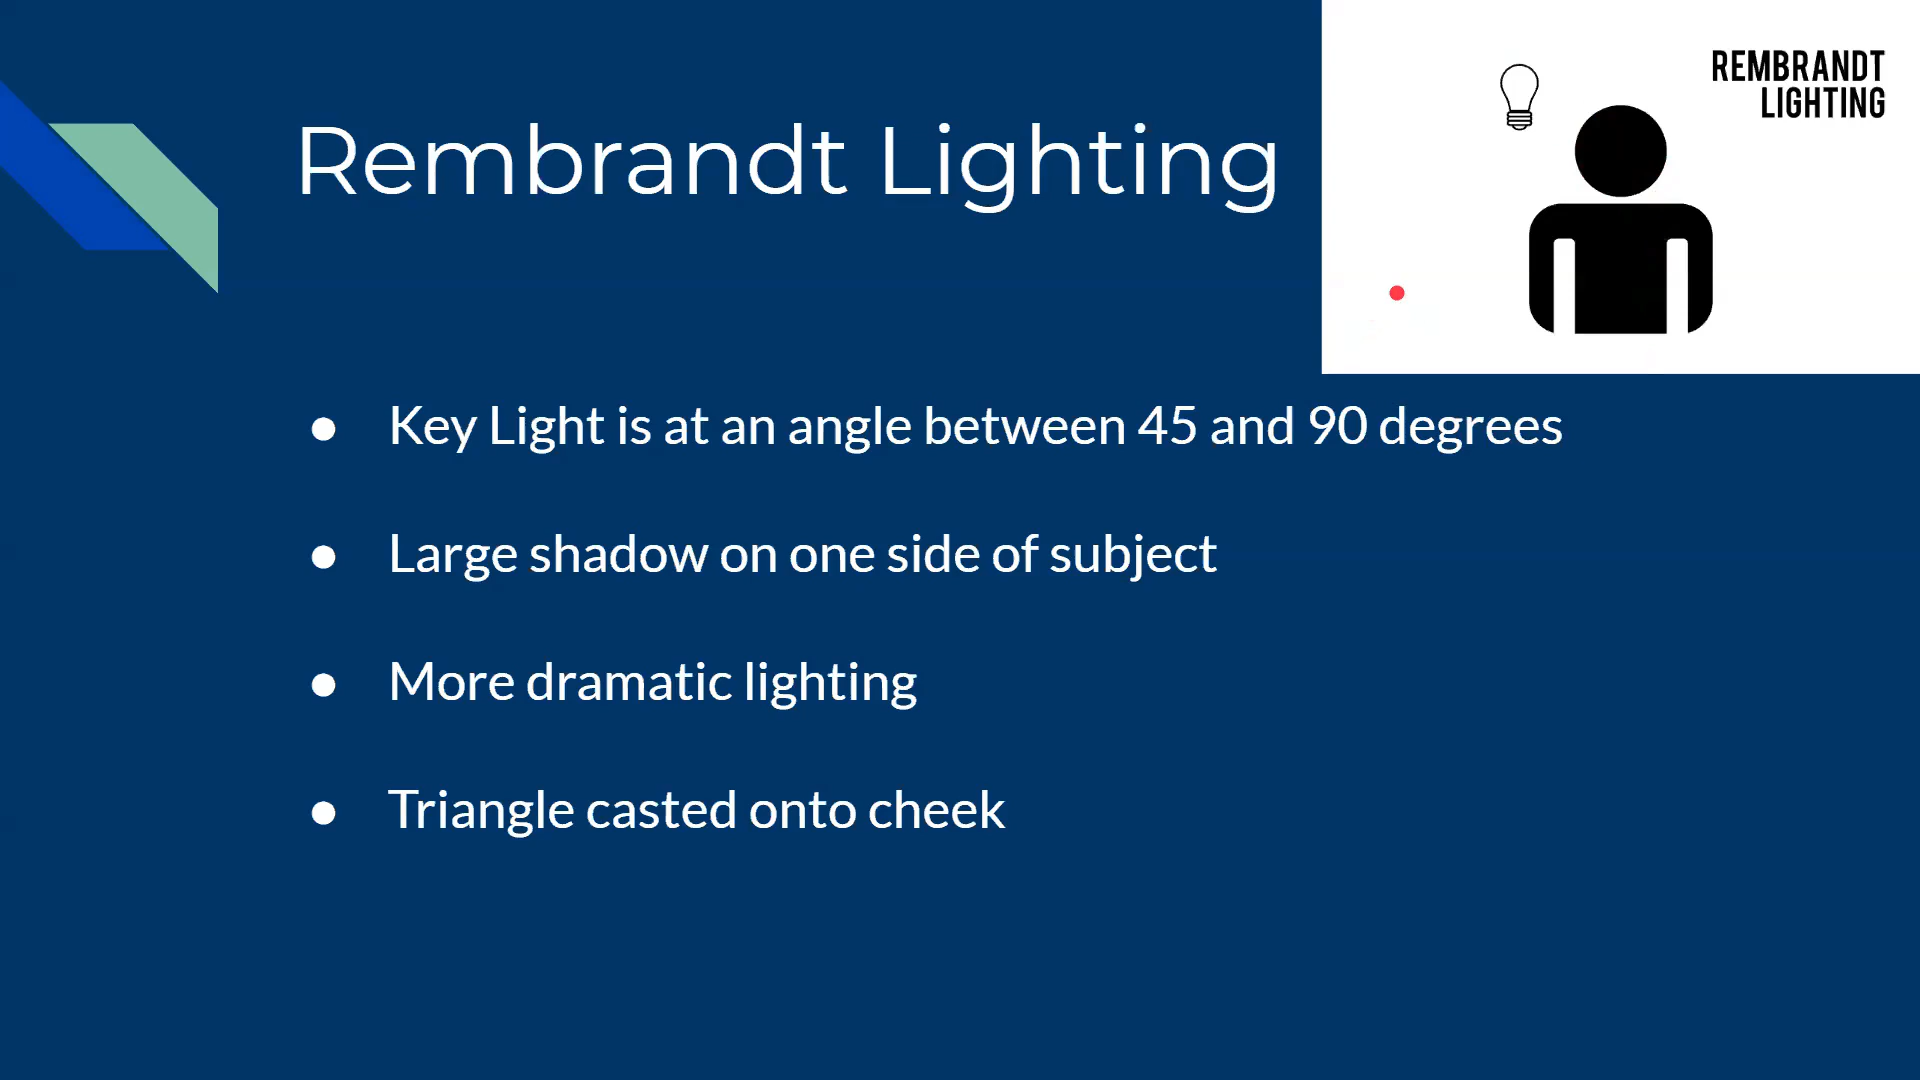 Rembrandt Lighting
REMBRANDT
LIGHTING
● Key Light is at an angle between 45 and 90 degrees
● Large shadow on one side of subject
● More dramatic lighting
● Triangle casted onto cheek